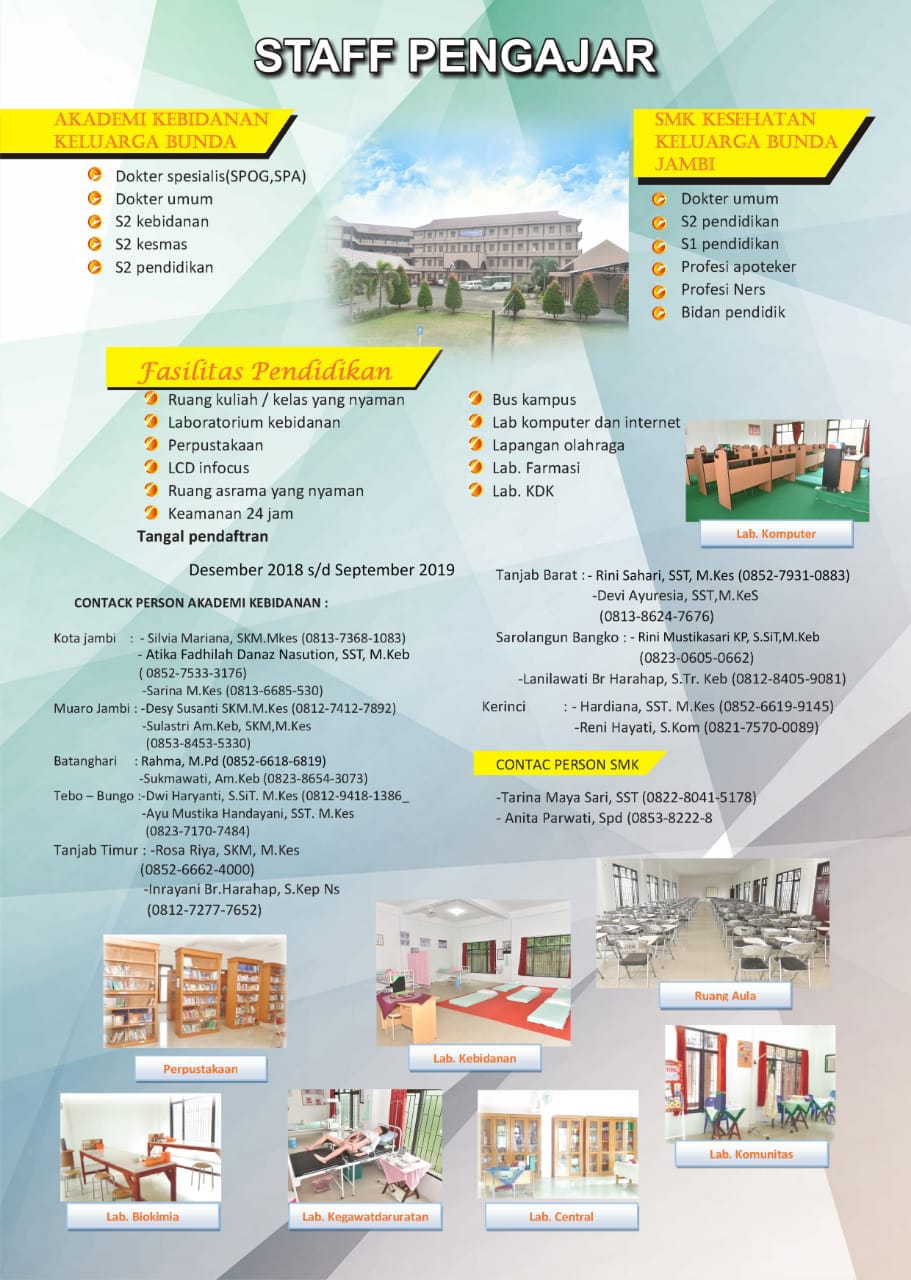 STAFF PENGAJAR
AKADEMI KEBIDANAN
KELUARGA BUNDA
Dokter spesialis(SPOG,SPA)
Dokter umum
S2 kebidanan
S2 kesmas
S2 pendidikan
SMK KESEHATAN
KELUARGA BUNDA
JAMBI
Dokter umum
S2 pendidikan
S1 pendidikan
Profesi apoteker
Profesi Ners
Bidan pendidik
Fasilitas Pendidikan
Ruang kuliah / kelas yang nyaman
Laboratorium kebidanan
Perpustakaan
LCD infocus
Ruang asrama yang nyaman
Keamanan 24 jam
Bus kampus
Lab komputer dan internet
Lapangan olahraga
Lab. Farmasi
Lab. KDK
Lab. Komputer
Tangal pendaftran
Desember 2018 s/d September 2019
CONTACK PERSON AKADEMI KEBIDANAN :
Kota jambi : - Silvia Mariana, SKM.Mkes (0813-7368-1083)
- Atika Fadhilah Danaz Nasution, SST, M.Keb
( 0852-7533-3176)
-Sarina M.Kes (0813-6685-530)
Muaro Jambi : -Desy Susanti SKM.M.Kes (0812-7412-7892)
-Sulastri Am.Keb, SKM,M.Kes
(0853-8453-5330)
Batanghari : Rahma, M.Pd (0852-6618-6819)
-Sukmawati, Am.Keb (0823-8654-3073)
Tebo – Bungo :-Dwi Haryanti, S.SiT. M.Kes (0812-9418-1386_
-Ayu Mustika Handayani, SST. M.Kes
(0823-7170-7484)
Tanjab Timur : -Rosa Riya, SKM, M.Kes
(0852-6662-4000)
-Inrayani Br.Harahap, S.Kep Ns
(0812-7277-7652)
Tanjab Barat : - Rini Sahari, SST, M.Kes (0852-7931-0883)
-Devi Ayuresia, SST,M.KeS
(0813-8624-7676)
Sarolangun Bangko : - Rini Mustikasari KP, S.SiT,M.Keb
(0823-0605-0662)
-Lanilawati Br Harahap, S.Tr. Keb (0812-8405-9081)
Kerinci : - Hardiana, SST. M.Kes (0852-6619-9145)
-Reni Hayati, S.Kom (0821-7570-0089)
CONTAC PERSON SMK
-Tarina Maya Sari, SST (0822-8041-5178)
- Anita Parwati, Spd (0853-8222-8
Ruang Aula
Lab. Kebidanan
Perpustakaan
Lab. Komunitas
Lab. Biokimia
Lab. Kegawatdaruratan
Lab. Central